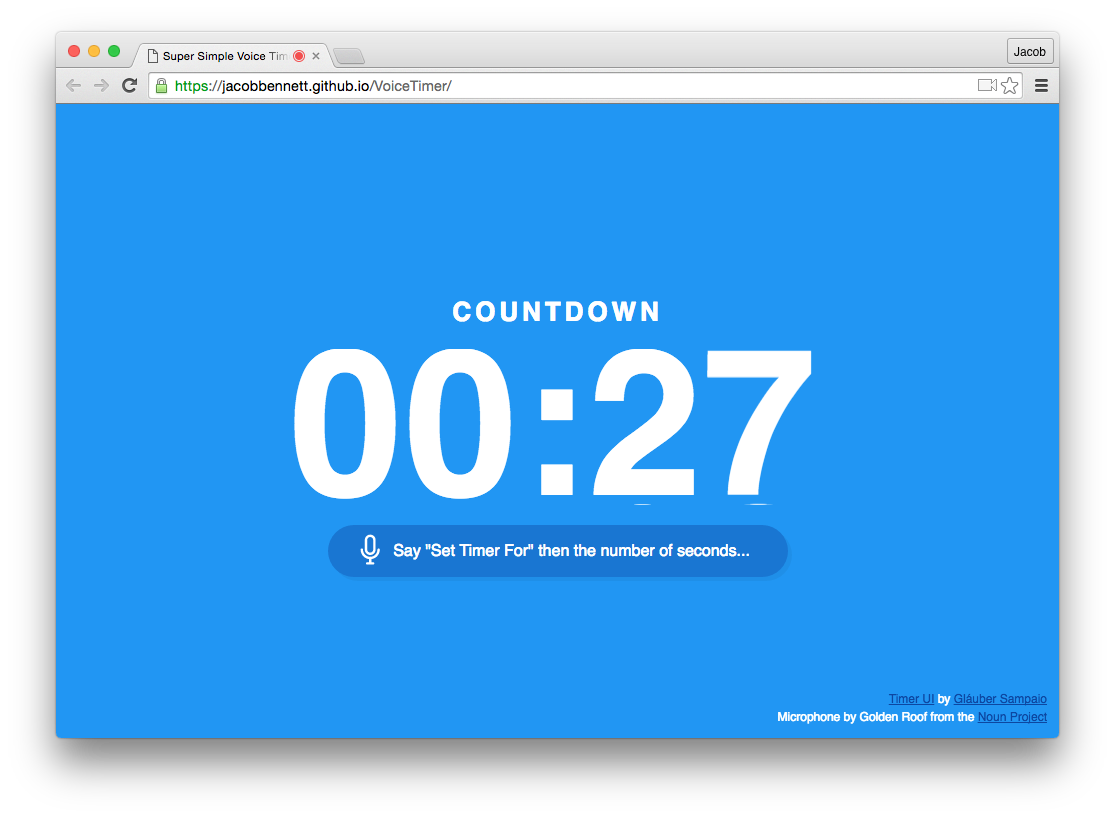 Super Simple Voice Tim
Jacob
https://jacobbennett.github.io/VoiceTimer/
COUNTDOWN
00:27
Say "Set Timer For" then the number of seconds...
Timer UI by Gláuber Sampaio
Microphone by Golden Roof from the Noun Project